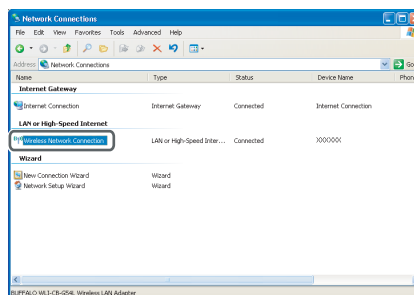 Network Connections
File Edit View Favorites Tools Advanced Help
Address Network Connections Go
Name Type Status Device Name Phon
Internet Gateway
Internet Connection Internet Gateway Connected Internet Connection
LAN or High-Speed Internet
Wireless Network Connection LAN or High-Speed Inter... Connected XXXXXX
Wizard
New Connection Wizard Wizard
Network Setup Wizard Wizard
BUFFALO WLI-CB-G54L Wireless LAN Adapter